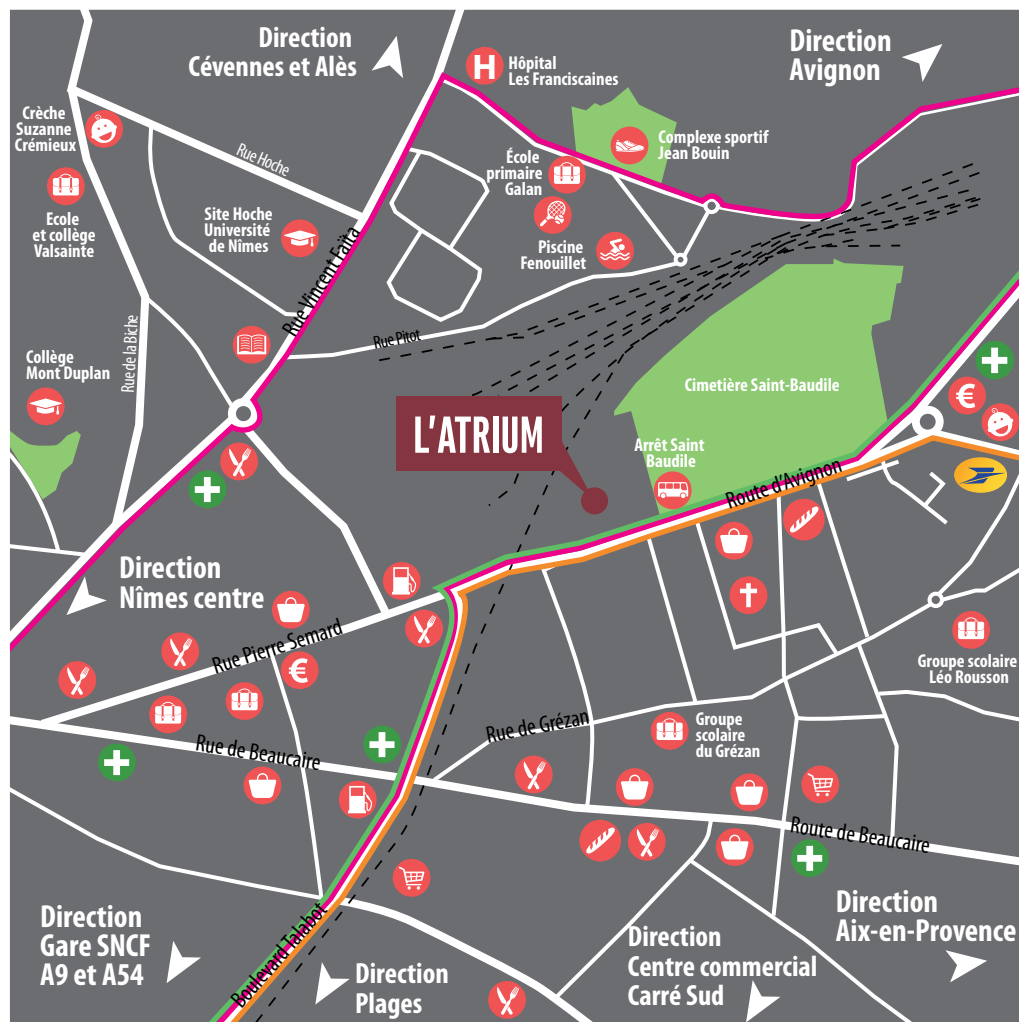 Direction
Cévennes et Alès
Direction
Avignon
H
Hôpital
Les Franciscaines
Crèche
Suzanne
Crémieux
Complexe sportif
Jean Bouin
Rue Hoche
École
primaire
Galan
Ecole
et collège
Valsainte
Site Hoche
Université
de Nîmes
Piscine
Fenouillet
Rue Vincent Faïta
Rue Pitot
Rue de la Biche
Collège
Mont Duplan
Cimetière Saint-Baudile
€
L'ATRIUM
Arrêt Saint
Baudile
Route d'Avignon
Direction
Nîmes centre
Rue Pierre Semard
€
Groupe scolaire
Léo Rousson
Rue de Grézan
Groupe
scolaire
du Grézan
Rue de Beaucaire
Route de Beaucaire
Direction
Gare SNCF
A9 et A54
Boulevard Talabot
Direction
Plages
Direction
Centre commercial
Carré Sud
Direction
Aix-en-Provence